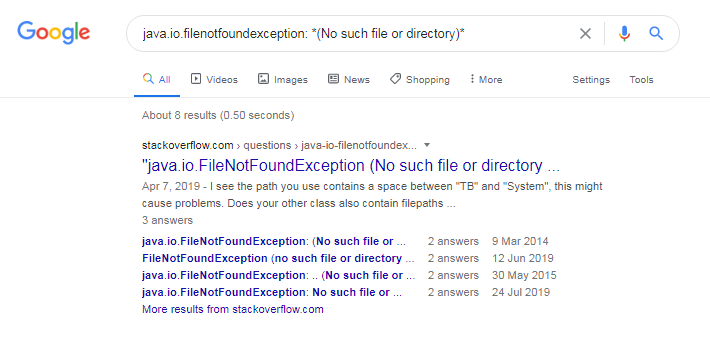 Google
java.io.filenotfoundexception: *(No such file or directory)*
All Videos Images News Shopping More Settings Tools
About 8 results (0.50 seconds)
stackoverflow.com › questions › java-io-filenotfoundex...
"java.io.FileNotFoundException (No such file or directory ...
Apr 7, 2019 - I see the path you use contains a space between "TB" and "System", this might
cause problems. Does your other class also contain filepaths ...
3 answers
java.io.FileNotFoundException: (No such file or ... 2 answers 9 Mar 2014
FileNotFoundException (no such file or directory ... 2 answers 12 Jun 2019
java.io.FileNotFoundException: .. (No such file or ... 2 answers 30 May 2015
java.io.FileNotFoundException: No such file or ... 2 answers 24 Jul 2019
More results from stackoverflow.com